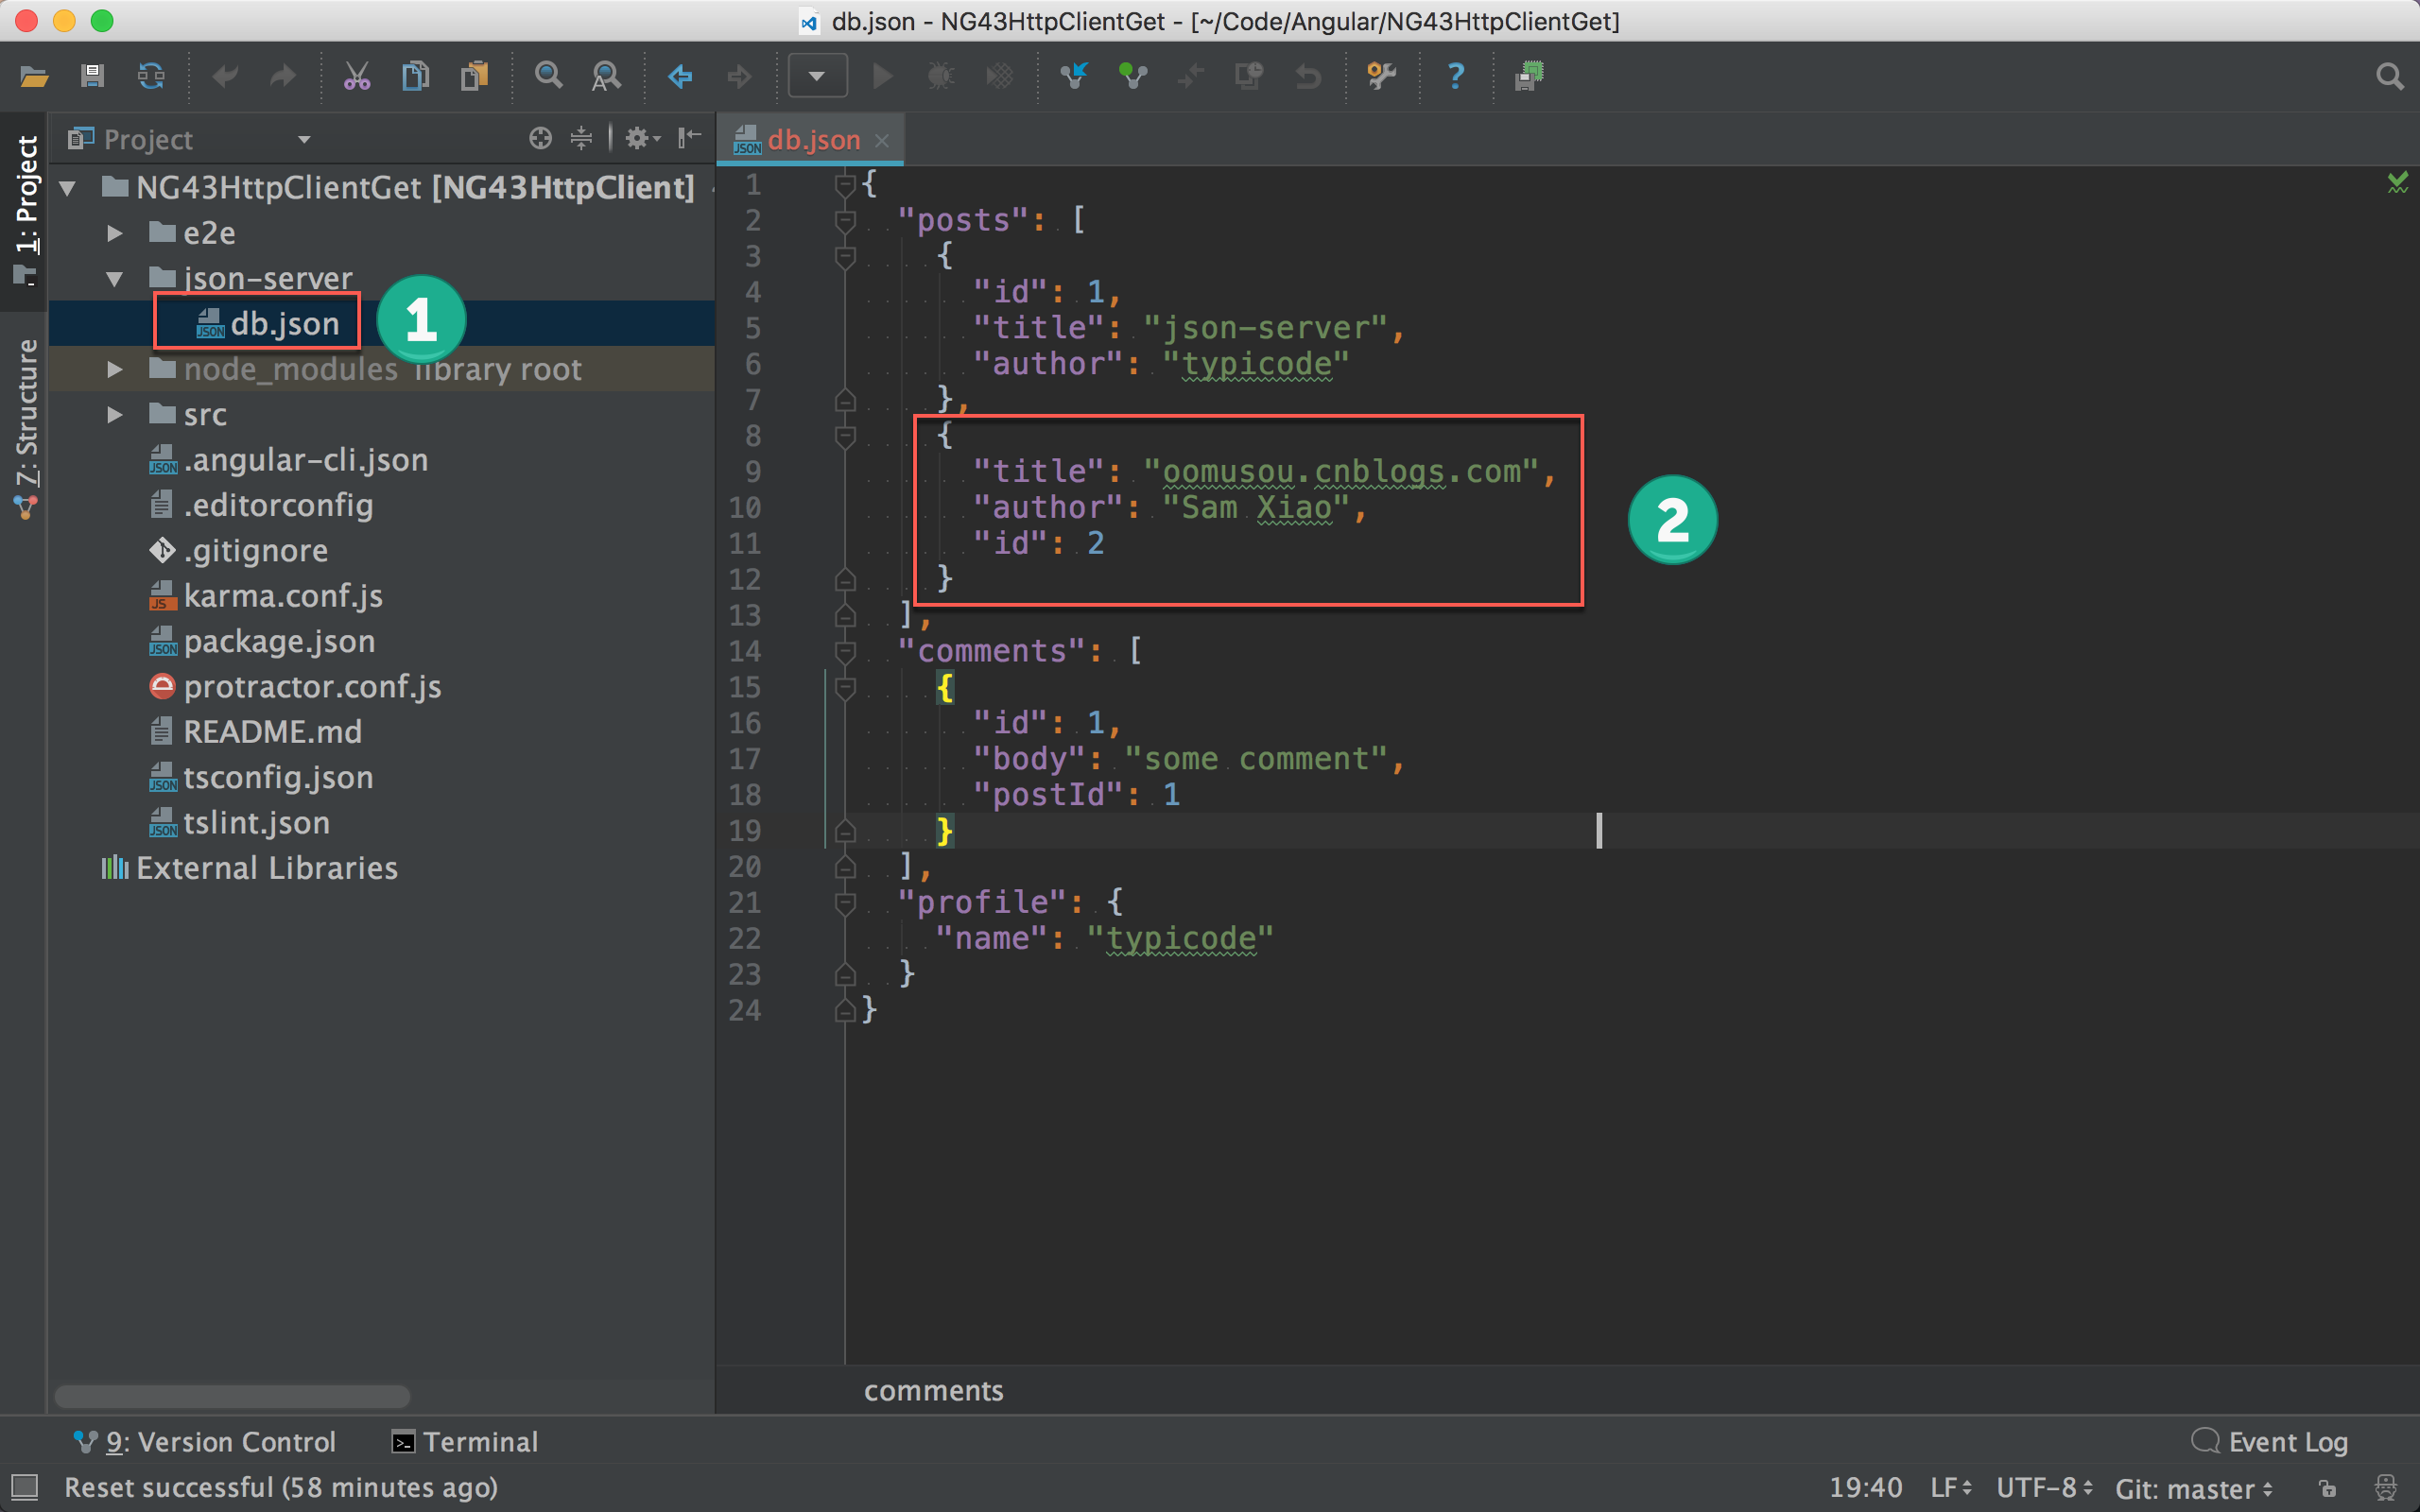 db.json - NG43HttpClientGet - [~/Code/Angular/NG43HttpClientGet]
1: Project
7: Structure
Project
NG43HttpClientGet [NG43HttpClient]
e2e
json-server
db.json
1
node_modules library root
src
.angular-cli.json
.editorconfig
.gitignore
karma.conf.js
package.json
protractor.conf.js
README.md
tsconfig.json
tslint.json
External Libraries
db.json
1 {
2 "posts": [
3 {
4 "id": 1,
5 "title": "json-server",
6 "author": "typicode"
7 },
8 {
9 "title": "oomusou.cnblogs.com",
10 "author": "Sam Xiao",
11 "id": 2
12 }
2
13 ],
14 "comments": [
15 {
16 "id": 1,
17 "body": "some comment",
18 "postId": 1
19 }
20 ],
21 "profile": {
22 "name": "typicode"
23 }
24 }
comments
9: Version Control
Terminal
Event Log
Reset successful (58 minutes ago)
19:40 LF UTF-8 Git: master